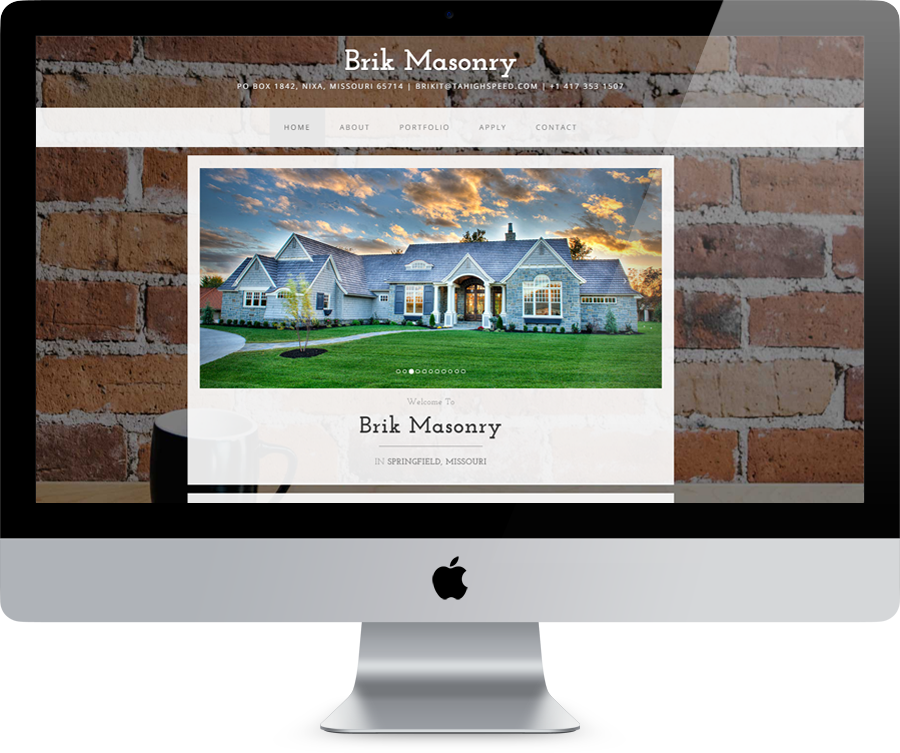 Brik Masonry
PO BOX 1842, NIXA, MISSOURI 65714 | BRIKIT@TAHIGHSPEED.COM | +1 417 353 1507
HOME ABOUT PORTFOLIO APPLY CONTACT
Welcome To
Brik Masonry
IN SPRINGFIELD, MISSOURI